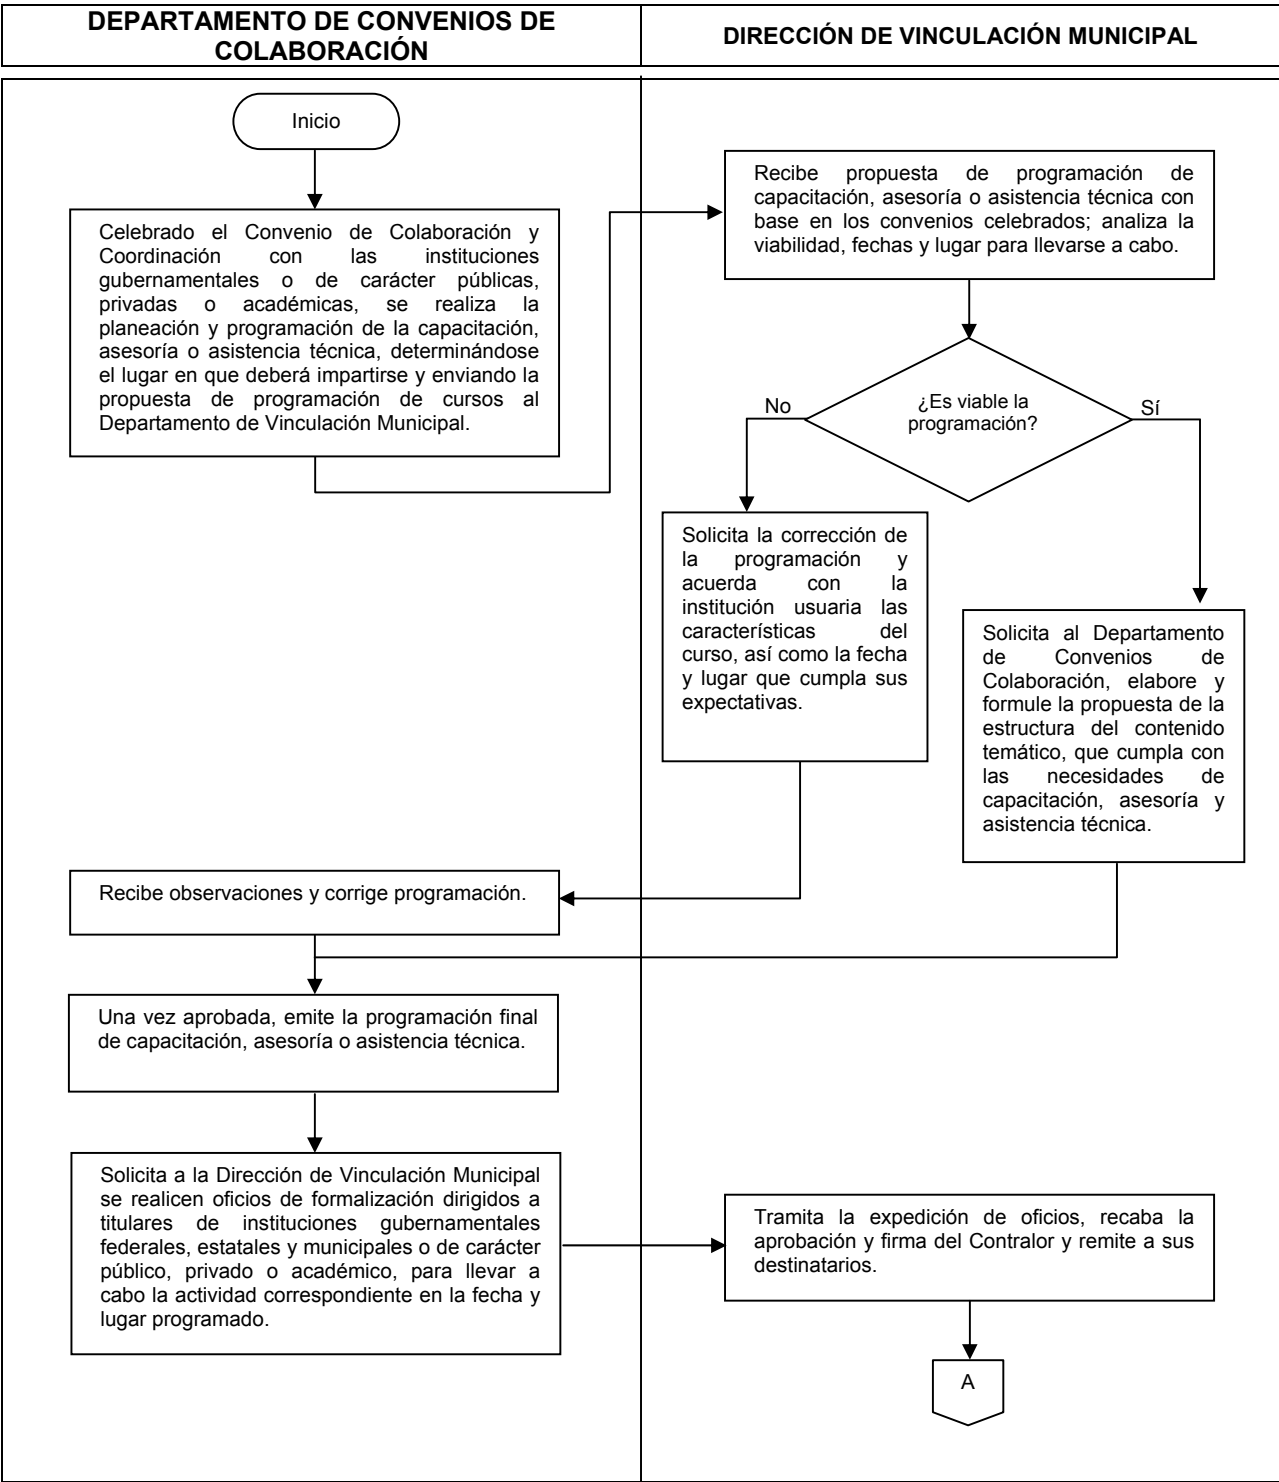 DEPARTAMENTO DE CONVENIOS DE
COLABORACIÓN
DIRECCIÓN DE VINCULACIÓN MUNICIPAL
Inicio
Celebrado el Convenio de Colaboración y
Coordinación con las instituciones
gubernamentales o de carácter públicas,
privadas o académicas, se realiza la
planeación y programación de la capacitación,
asesoría o asistencia técnica, determinándose
el lugar en que deberá impartirse y enviando la
propuesta de programación de cursos al
Departamento de Vinculación Municipal.
Recibe propuesta de programación de
capacitación, asesoría o asistencia técnica con
base en los convenios celebrados; analiza la
viabilidad, fechas y lugar para llevarse a cabo.
¿Es viable la
programación?
No
Sí
Solicita la corrección de
la programación y
acuerda con la
institución usuaria las
características del
curso, así como la fecha
y lugar que cumpla sus
expectativas.
Solicita al Departamento
de Convenios de
Colaboración, elabore y
formule la propuesta de la
estructura del contenido
temático, que cumpla con
las necesidades de
capacitación, asesoría y
asistencia técnica.
Recibe observaciones y corrige programación.
Una vez aprobada, emite la programación final
de capacitación, asesoría o asistencia técnica.
Solicita a la Dirección de Vinculación Municipal
se realicen oficios de formalización dirigidos a
titulares de instituciones gubernamentales
federales, estatales y municipales o de carácter
público, privado o académico, para llevar a
cabo la actividad correspondiente en la fecha y
lugar programado.
Tramita la expedición de oficios, recaba la
aprobación y firma del Contralor y remite a sus
destinatarios.
A